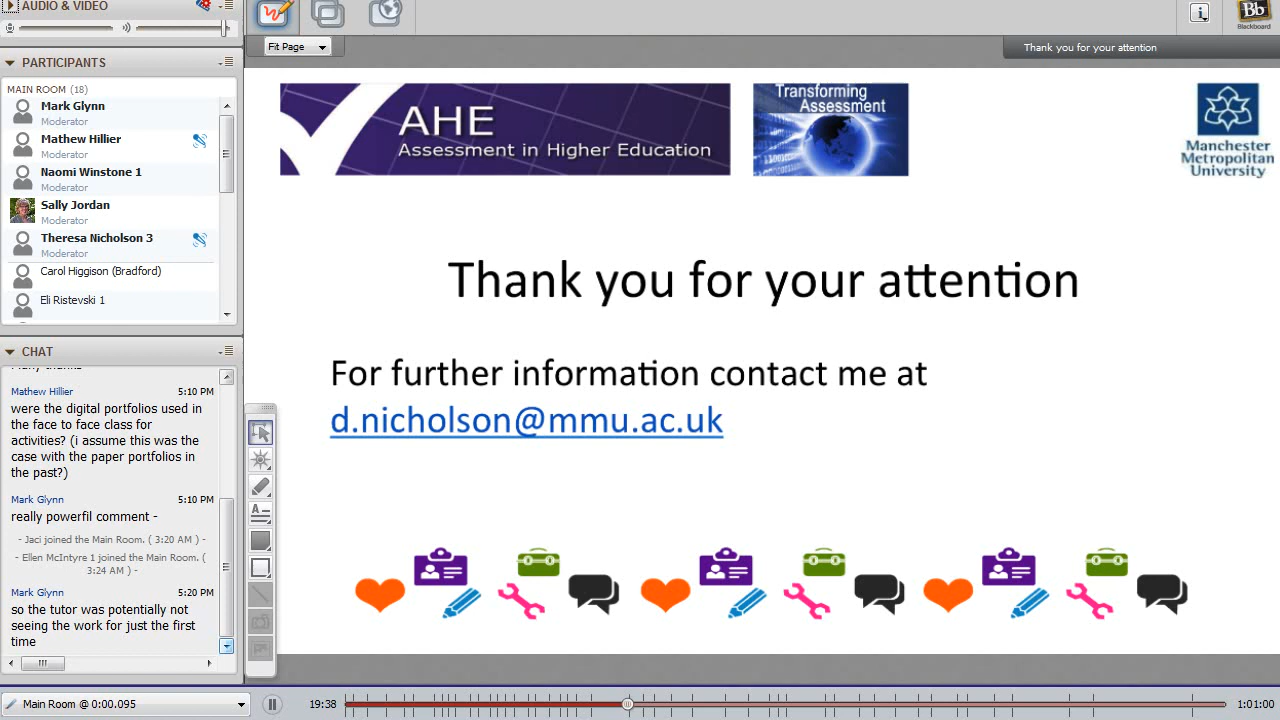 AUDIO & VIDEO
PARTICIPANTS
MAIN ROOM (18)
Mark Glynn
Moderator
Mathew Hillier
Moderator
Naomi Winstone 1
Moderator
Sally Jordan
Moderator
Theresa Nicholson 3
Moderator
Carol Higgison (Bradford)
Eli Ristevski 1
CHAT
Mathew Hillier 5:10 PM
were the digital portfolios used in
the face to face class for
activities? (i assume this was the
case with the paper portfolios in
the past?)
Mark Glynn 5:10 PM
really powerfil comment -
- Jaci joined the Main Room. ( 3:20 AM ) -
- Ellen McIntyre 1 joined the Main Room. (
3:24 AM ) -
Mark Glynn 5:20 PM
so the tutor was potentially not
seeing the work for just the first
time
Main Room @ 0:00.095
Fit Page
Thank you for your attention
Bb
Blackboard
AHE
Assessment in Higher Education
Transforming
Assessment
Manchester
Metropolitan
University
Thank you for your attention
For further information contact me at
d.nicholson@mmu.ac.uk
19:38
1:01:00